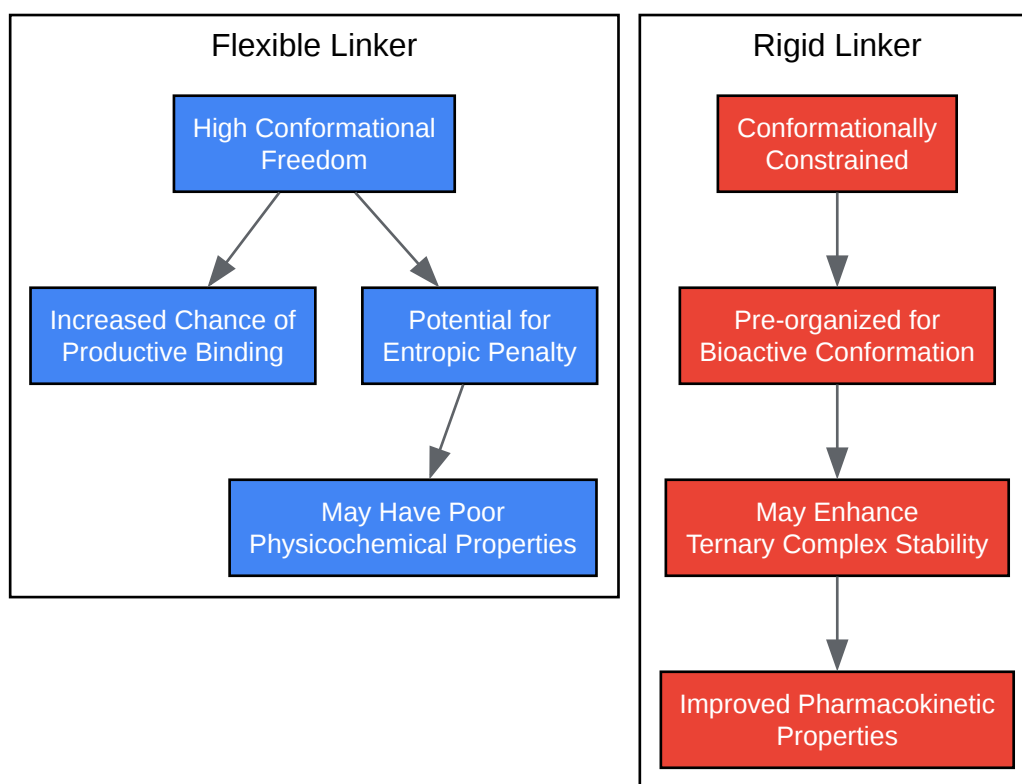 Flexible Linker
High Conformational
Freedom
Increased Chance of
Productive Binding
Potential for
Entropic Penalty
May Have Poor
Physicochemical Properties
Rigid Linker
Conformationally
Constrained
Pre-organized for
Bioactive Conformation
May Enhance
Ternary Complex Stability
Improved Pharmacokinetic
Properties